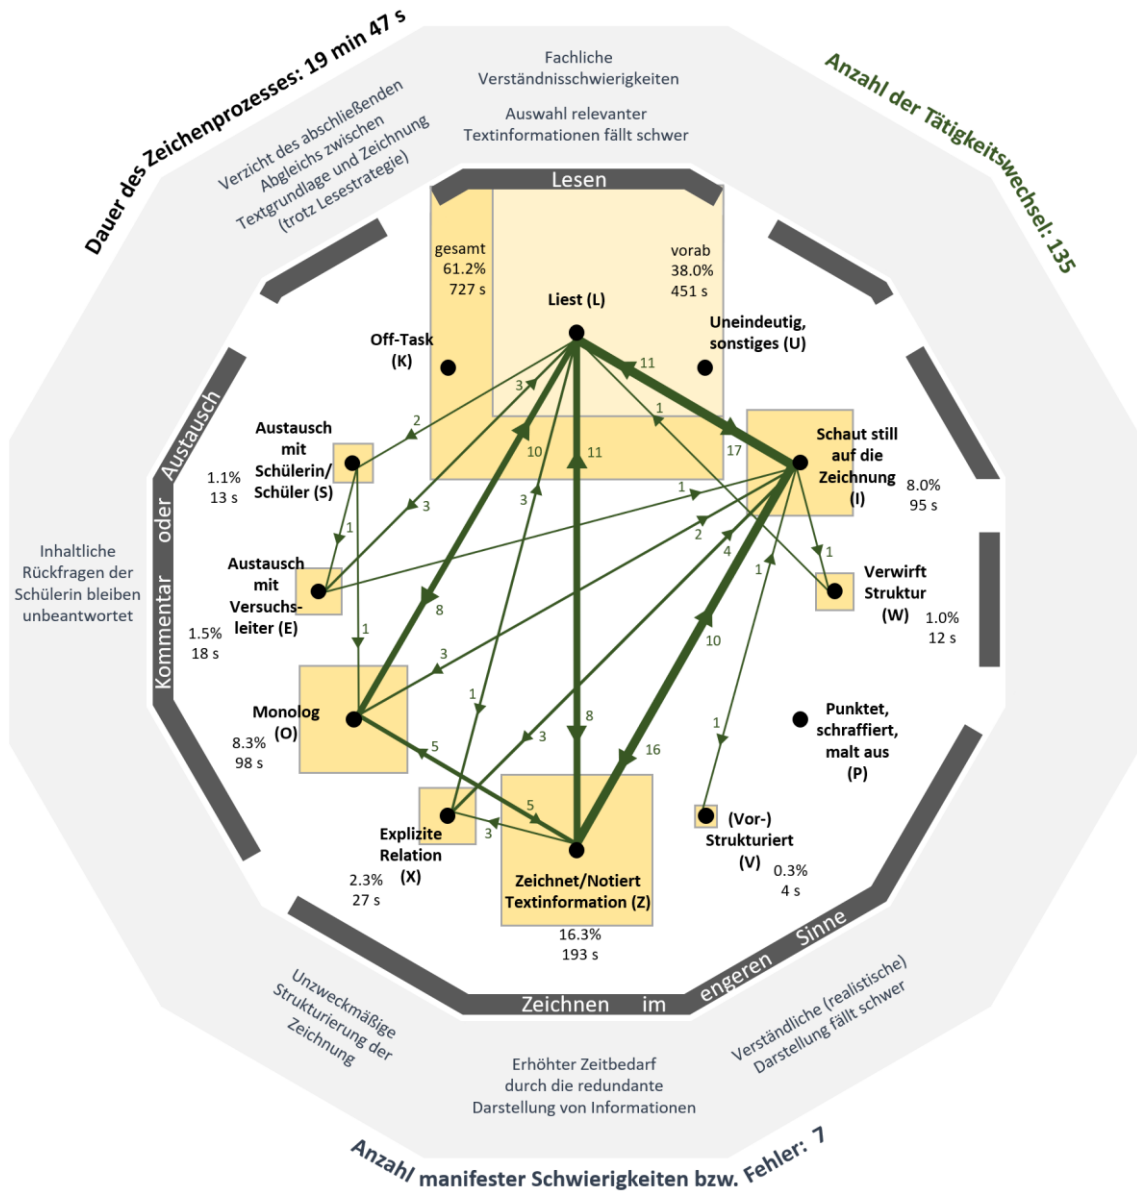 Dauer des Zeichenprozesses: 19 min 47 s
Anzahl der Tätigkeitswechsel: 135
Fachliche
Verständnisschwierigkeiten
Auswahl relevanter
Textinformationen fällt schwer
Verzicht des abschließenden
Abgleichs zwischen
Textgrundlage und Zeichnung
(trotz Lesestrategie)
Lesen
gesamt
61.2%
727 s
vorab
38.0%
451 s
Liest (L)
Uneindeutig,
sonstiges (U)
Off-Task
(K)
11
3
1
2
Austausch
mit
Schülerin/
Schüler (S)
1.1%
13 s
10
11
17
Schaut still
auf die
Zeichnung
(I)
8.0%
95 s
1
3
3
1
2
4
1
1
Kommentar oder Austausch
Inhaltliche
Rückfragen der
Schülerin bleiben
unbeantwortet
Austausch
mit
Versuchs-
leiter (E)
1.5%
18 s
Verwirft
Struktur
(W)
1.0%
12 s
8
1
3
10
Monolog
(O)
8.3%
98 s
1
8
3
16
1
5
5
3
Punktet,
schraffiert,
malt aus
(P)
Explizite
Relation
(X)
2.3%
27 s
Zeichnet/Notiert
Textinformation (Z)
16.3%
193 s
(Vor-)
Strukturiert
(V)
0.3%
4 s
Zeichnen im engeren Sinne
Unzweckmäßige
Strukturierung der
Zeichnung
Verständliche (realistische)
Darstellung fällt schwer
Erhöhter Zeitbedarf
durch die redundante
Darstellung von Informationen
Anzahl manifester Schwierigkeiten bzw. Fehler: 7